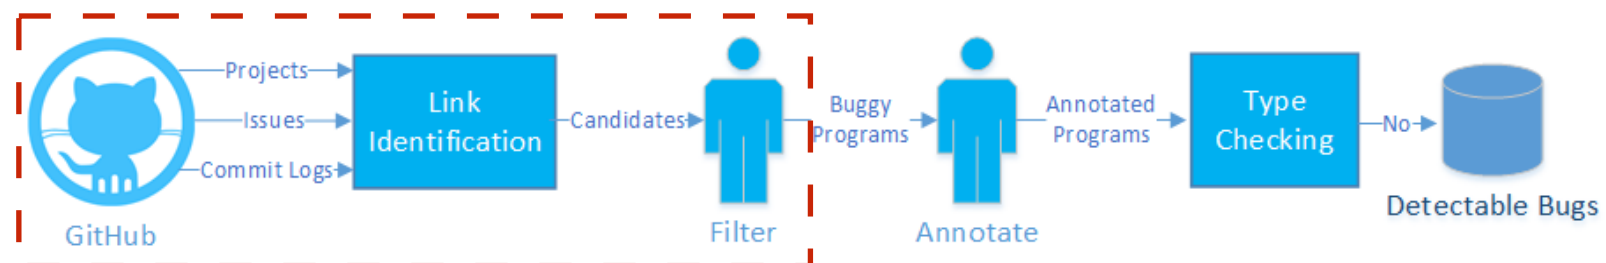 Projects
Issues
Commit Logs
GitHub
Link
Identification
Candidates
Filter
Buggy
Programs
Annotate
Annotated
Programs
Type
Checking
No
Detectable Bugs